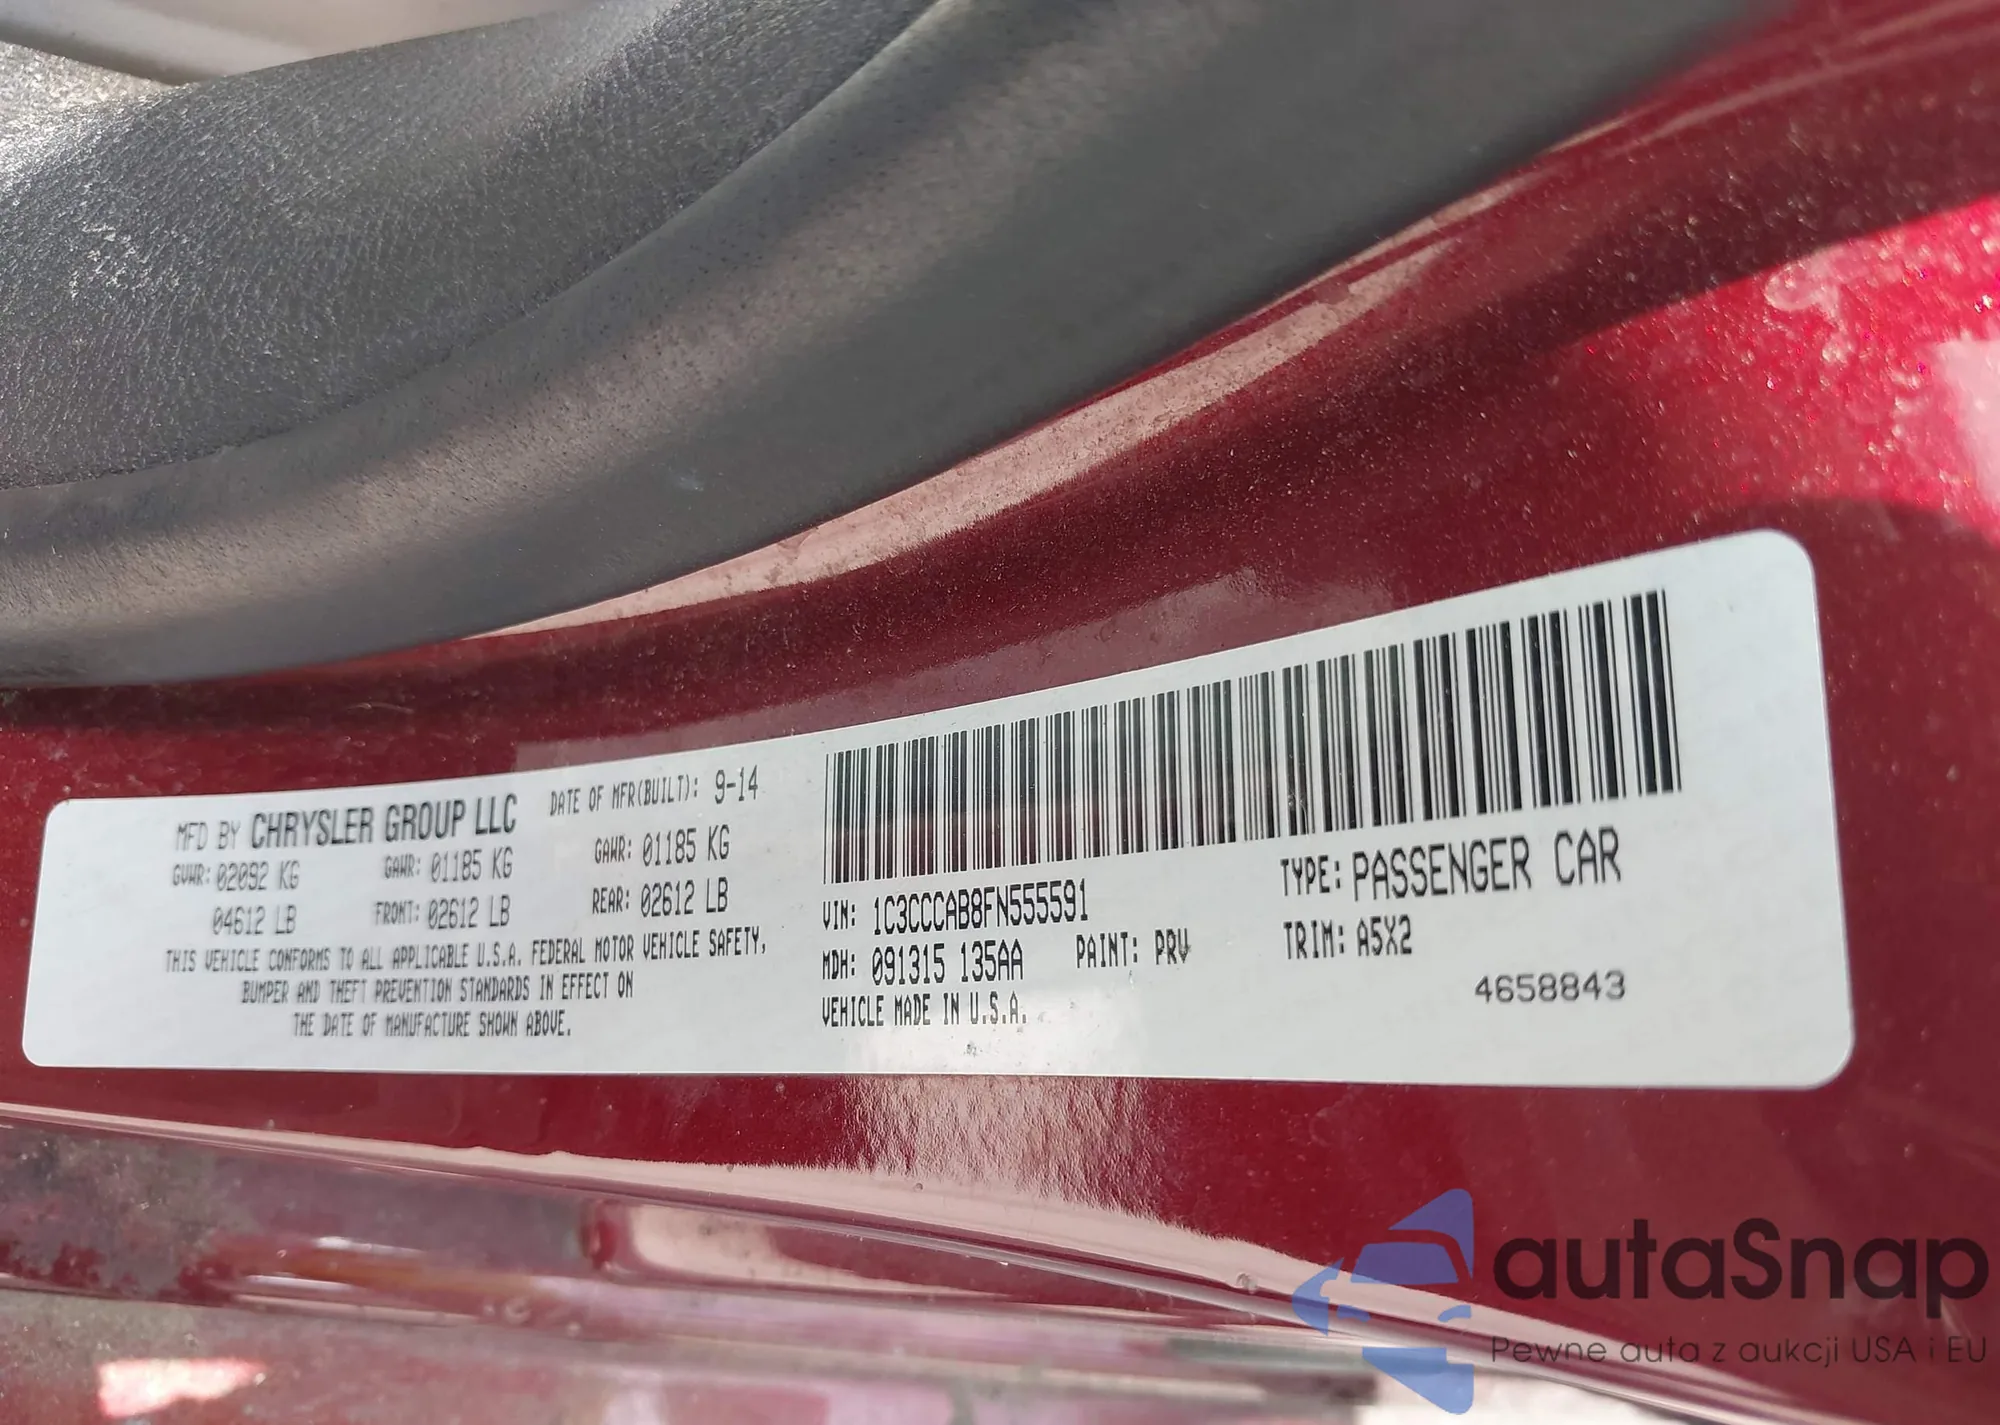 MFD BY CHRYSLER GROUP LLC DATE OF MFR(BUILT): 9-14
GVWR: 02092 KG GAWR: 01185 KG GAWR: 01185 KG
04612 LB FRONT: 02612 LB REAR: 02612 LB
THIS VEHICLE CONFORMS TO ALL APPLICABLE U.S.A. FEDERAL MOTOR VEHICLE SAFETY,
BUMPER AND THEFT PREVENTION STANDARDS IN EFFECT ON
THE DATE OF MANUFACTURE SHOWN ABOVE.
VIN: 1C3CCCAB8FN555591 TYPE: PASSENGER CAR
MDH: 091315 135AA PAINT: PRV TRIM: A5X2
VEHICLE MADE IN U.S.A. 4658843
autaSnap
Pewne auta z aukcji USA i EU